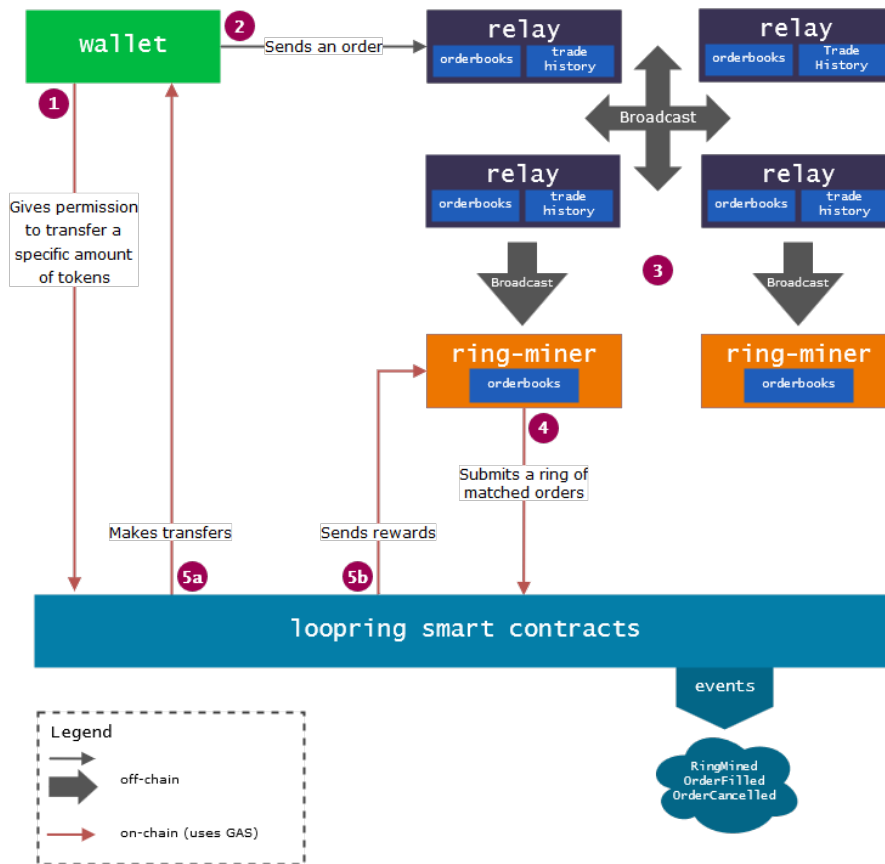 wallet
2
Sends an order
relay
orderbooks
trade
history
relay
orderbooks
Trade
History
1
Broadcast
relay
orderbooks
trade
history
relay
orderbooks
trade
history
Gives permission
to transfer a
specific amount
of tokens
3
Broadcast
Broadcast
ring-miner
orderbooks
ring-miner
orderbooks
4
Submits a ring of
matched orders
Makes transfers
Sends rewards
5a
5b
loopring smart contracts
events
Legend
off-chain
on-chain (uses GAS)
RingMined
OrderFilled
OrderCancelled